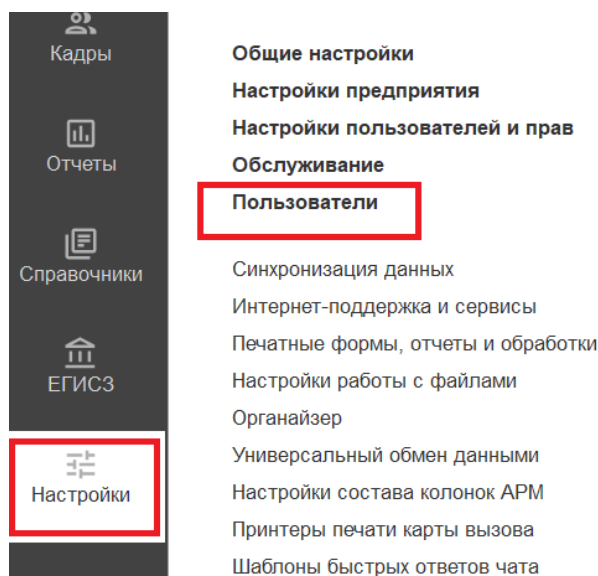 Кадры
Отчеты
Справочники
ЕГИСЗ
Настройки
Общие настройки
Настройки предприятия
Настройки пользователей и прав
Обслуживание
Пользователи
Синхронизация данных
Интернет-поддержка и сервисы
Печатные формы, отчеты и обработки
Настройки работы с файлами
Органайзер
Универсальный обмен данными
Настройки состава колонок АРМ
Принтеры печати карты вызова
Шаблоны быстрых ответов чата